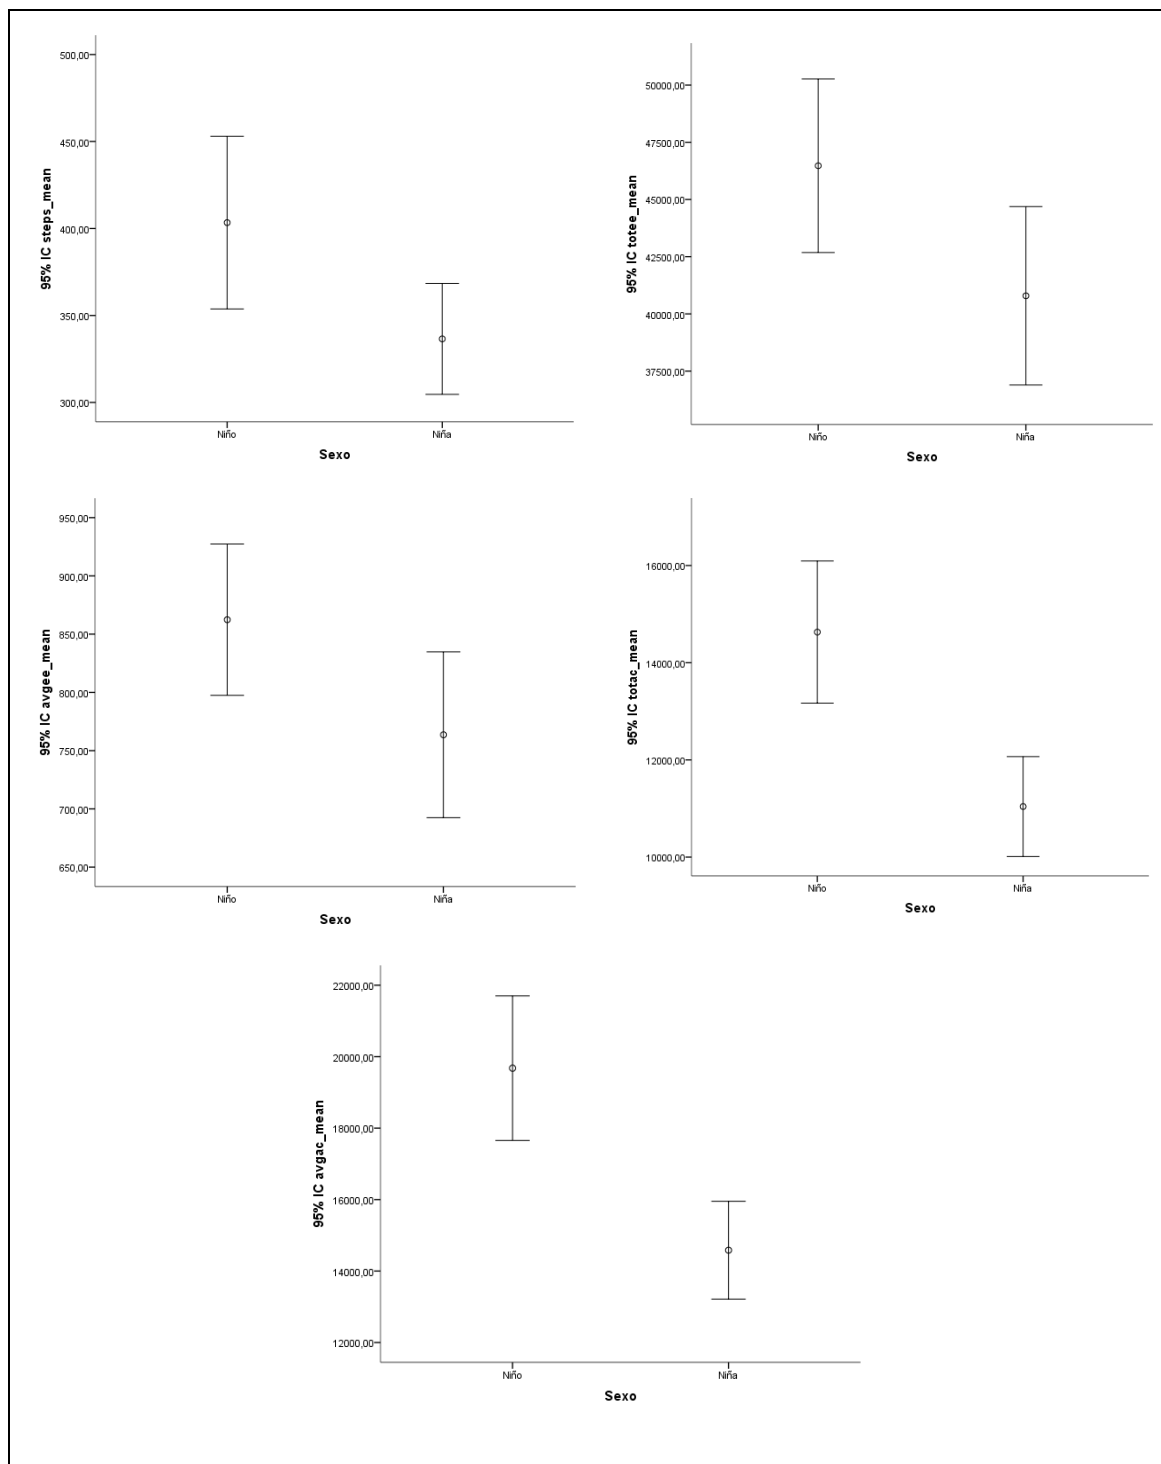 500,00
450,00
400,00
350,00
300,00
95% IC steps_mean
Niño Niña
Sexo
50000,00
47500,00
45000,00
42500,00
40000,00
37500,00
95% IC totee_mean
Niño Niña
Sexo
950,00
900,00
850,00
800,00
750,00
700,00
650,00
95% IC avgee_mean
Niño Niña
Sexo
16000,00
14000,00
12000,00
10000,00
95% IC totac_mean
Niño Niña
Sexo
22000,00
20000,00
18000,00
16000,00
14000,00
12000,00
95% IC avgac_mean
Niño Niña
Sexo